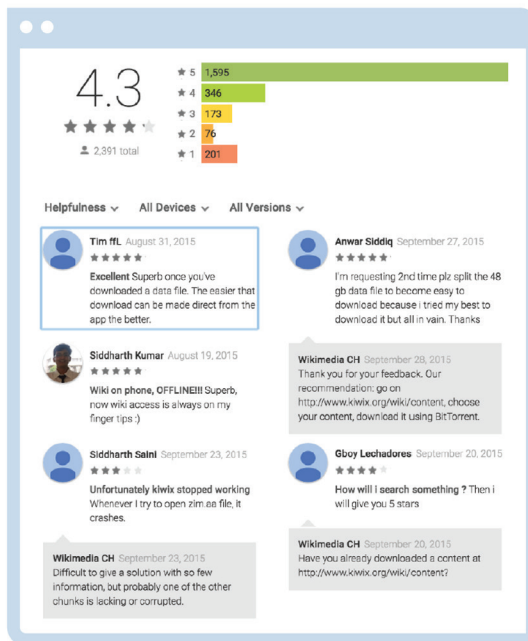 4.3
2,391 total
5 1,595
4 346
3 173
2 76
1 201
Helpfulness All Devices All Versions
Tim ffL August 31, 2015
Excellent Superb once you've
downloaded a data file. The easier that
download can be made direct from the
app the better.
Siddharth Kumar August 19, 2015
Wiki on phone, OFFLINE!!! Superb,
now wiki access is always on my
finger tips :)
Siddharth Saini September 23, 2015
Unfortunately kiwix stopped working
Whenever I try to open zim.aa file, it
crashes.
Wikimedia CH September 23, 2015
Difficult to give a solution with so few
information, but probably one of the other
chunks is lacking or corrupted.
Anwar Siddiq September 27, 2015
I'm requesting 2nd time plz split the 48
gb data file to become easy to
download because i tried my best to
download it but all in vain. Thanks
Wikimedia CH September 28, 2015
Thank you for your feedback. Our
recommendation: go on
http://www.kiwix.org/wiki/content, choose
your content, download it using BitTorrent.
Gboy Lechadores September 20, 2015
How will I search something ? Then i
will give you 5 stars
Wikimedia CH September 20, 2015
Have you already downloaded a content at
http://www.kiwix.org/wiki/content?